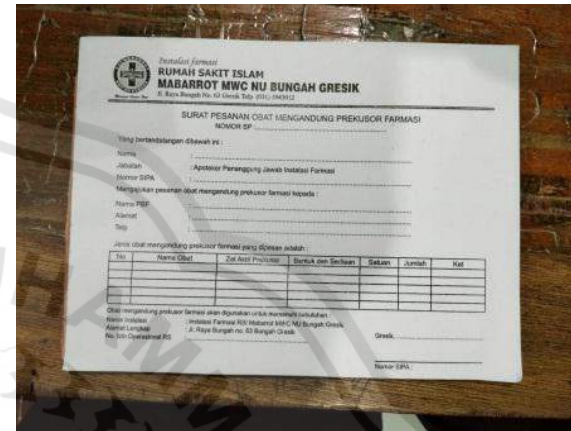 Instalasi farmasi
RUMAH SAKIT ISLAM
MABARROT MWC NU BUNGAH GRESIK
Jl. Raya Bungah No. 63 Gresik Telp.
SURAT PESANAN OBAT MENGANDUNG PREKUSOR FARMASI
NOMOR SP :
Yang bertandatangan dibawah ini :
Nama :
Jabatan : Apoteker Penanggung Jawab Instalasi Farmasi
Nomor SIPA :
Mengajukan pesanan obat mengandung prekusor farmasi kepada :
Nama PBF :
Alamat :
Telp :
Jenis obat mengandung prekusor farmasi yang dipesan adalah :
No Nama Obat Zat Aktif Prekusor Bentuk dan Sediaan Satuan Jumlah Ket
Obat mengandung prekusor farmasi akan digunakan untuk memenuhi kebutuhan :
Nama Instalasi : Instalasi Farmasi RSI Mabarrot MWC NU Bungah Gresik
Alamat Lengkap : Jl. Raya Bungah no. 63 Bungah Gresik
No. Izin Operasional RS :
Gresik,
Nomor SIPA :